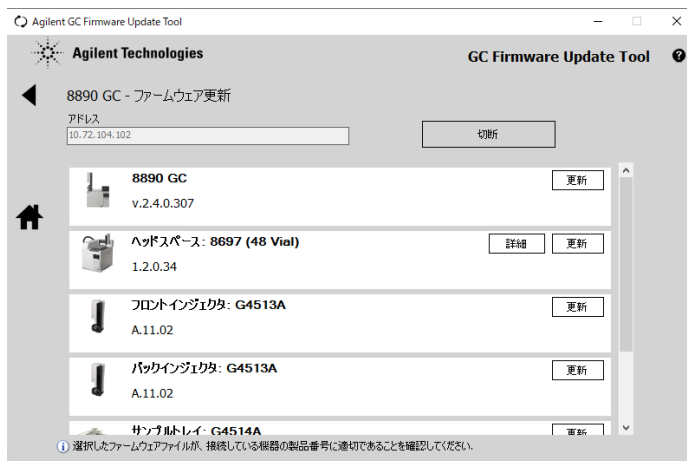 Agilent GC Firmware Update Tool
Agilent Technologies
GC Firmware Update Tool
8890 GC - ファームウェア更新
アドレス
10.72.104.102
切断
8890 GC
更新
v.2.4.0.307
ヘッドスペース: 8697 (48 Vial)
詳細
更新
1.2.0.34
フロントインジェクタ: G4513A
更新
A.11.02
バックインジェクタ: G4513A
更新
A.11.02
サンプルトレイ: G4514A
更新
選択したファームウェアファイルが、接続している機器の製品番号に適切であることを確認してください.